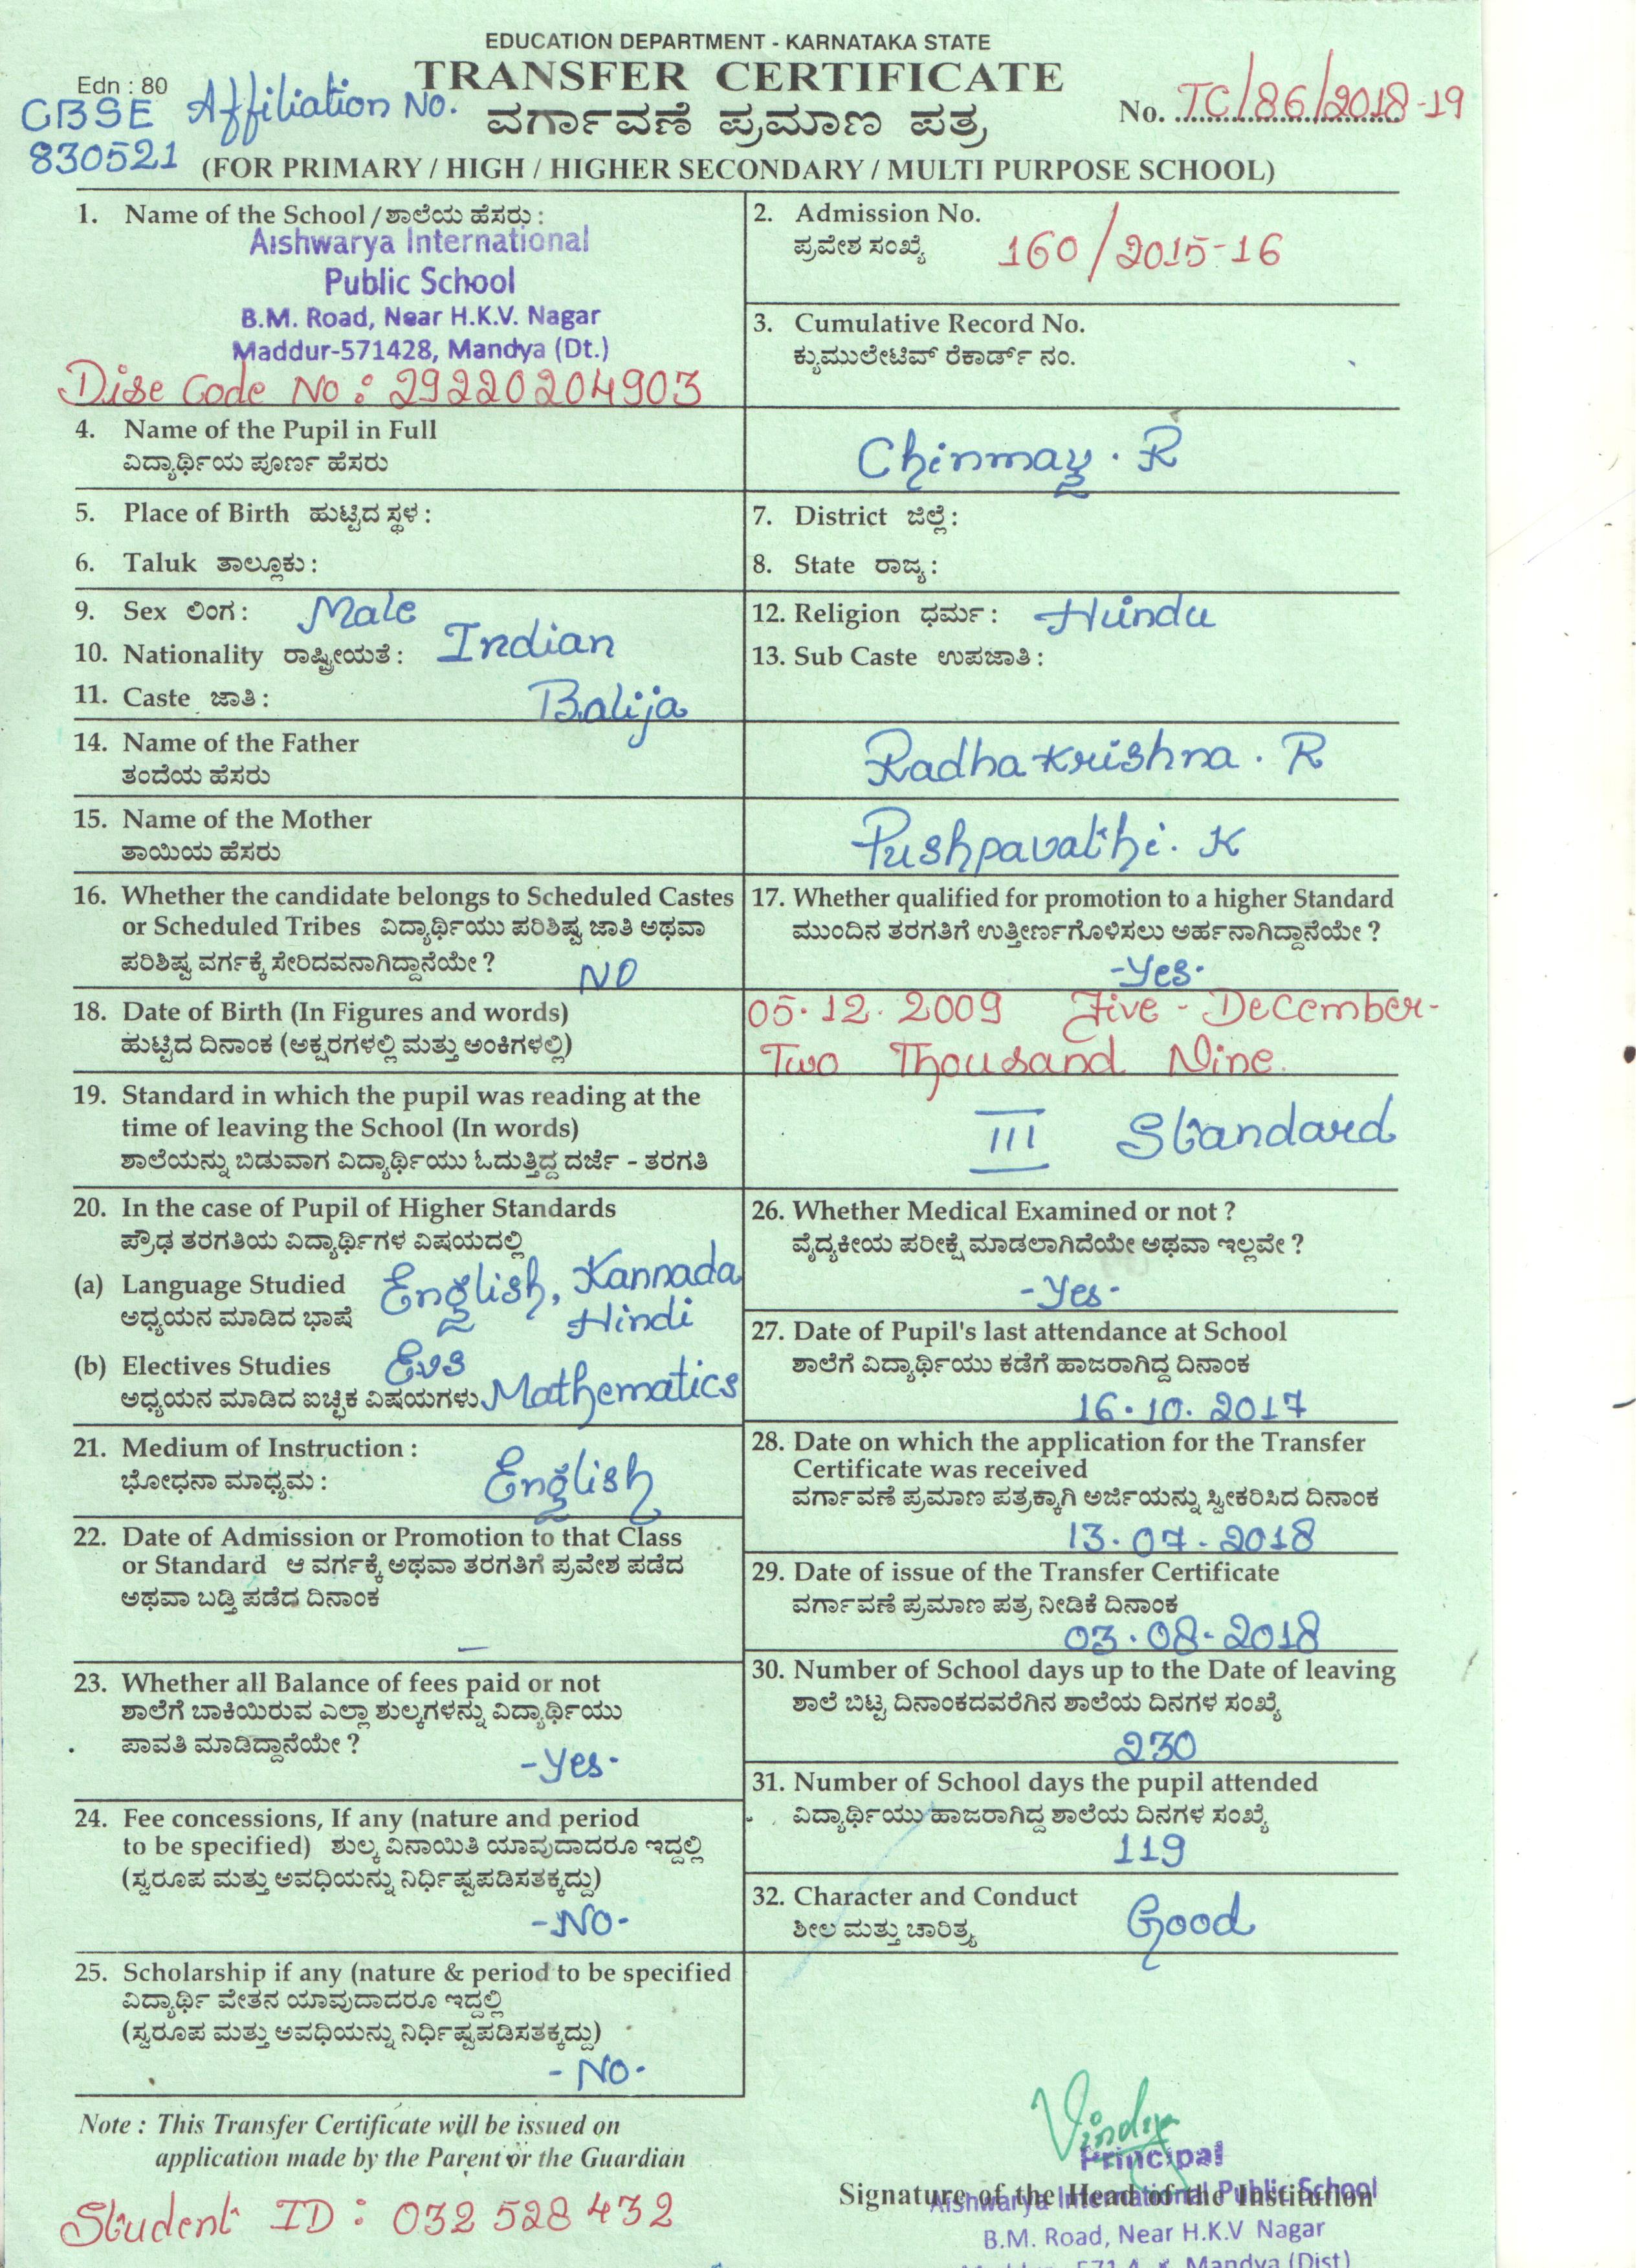 EDUCATION DEPARTMENT - KARNATAKA STATE
Edn : 80
TRANSFER CERTIFICATE
CBSE Affiliation No.
830521
ವರ್ಗಾವಣೆ ಪ್ರಮಾಣ ಪತ್ರ
No. TC/86/2018-19
(FOR PRIMARY / HIGH / HIGHER SECONDARY / MULTI PURPOSE SCHOOL)
1. Name of the School / ಶಾಲೆಯ ಹೆಸರು :
Aishwarya International
Public School
B.M. Road, Near H.K.V. Nagar
Maddur-571428, Mandya (Dt.)
Dise Code No : 29220204903
2. Admission No.
ಪ್ರವೇಶ ಸಂಖ್ಯೆ 160/2015-16
3. Cumulative Record No.
ಕ್ಯುಮುಲೇಟಿವ್ ರೆಕಾರ್ಡ್ ನಂ.
4. Name of the Pupil in Full
ವಿದ್ಯಾರ್ಥಿಯ ಪೂರ್ಣ ಹೆಸರು
Chinmay . R
5. Place of Birth ಹುಟ್ಟಿದ ಸ್ಥಳ :
7. District ಜಿಲ್ಲೆ :
6. Taluk ತಾಲ್ಲೂಕು :
8. State ರಾಜ್ಯ :
9. Sex ಲಿಂಗ : Male
10. Nationality ರಾಷ್ಟ್ರೀಯತೆ : Indian
11. Caste ಜಾತಿ : Balija
12. Religion ಧರ್ಮ : Hindu
13. Sub Caste ಉಪಜಾತಿ :
14. Name of the Father
ತಂದೆಯ ಹೆಸರು
Radhakrishna . R
15. Name of the Mother
ತಾಯಿಯ ಹೆಸರು
Pushpavathi . K
16. Whether the candidate belongs to Scheduled Castes
or Scheduled Tribes ವಿದ್ಯಾರ್ಥಿಯು ಪರಿಶಿಷ್ಟ ಜಾತಿ ಅಥವಾ
ಪರಿಶಿಷ್ಟ ವರ್ಗಕ್ಕೆ ಸೇರಿದವನಾಗಿದ್ದಾನೆಯೇ ? NO
17. Whether qualified for promotion to a higher Standard
ಮುಂದಿನ ತರಗತಿಗೆ ಉತ್ತೀರ್ಣಗೊಳಿಸಲು ಅರ್ಹನಾಗಿದ್ದಾನೆಯೇ ?
-Yes-
18. Date of Birth (In Figures and words)
ಹುಟ್ಟಿದ ದಿನಾಂಕ (ಅಕ್ಷರಗಳಲ್ಲಿ ಮತ್ತು ಅಂಕಿಗಳಲ್ಲಿ)
05.12.2009 Five - December-
Two Thousand Nine.
19. Standard in which the pupil was reading at the
time of leaving the School (In words)
ಶಾಲೆಯನ್ನು ಬಿಡುವಾಗ ವಿದ್ಯಾರ್ಥಿಯು ಓದುತ್ತಿದ್ದ ದರ್ಜೆ - ತರಗತಿ
III Standard
20. In the case of Pupil of Higher Standards
ಪ್ರೌಢ ತರಗತಿಯ ವಿದ್ಯಾರ್ಥಿಗಳ ವಿಷಯದಲ್ಲಿ
(a) Language Studied English, Kannada
ಅಧ್ಯಯನ ಮಾಡಿದ ಭಾಷೆ Hindi
(b) Electives Studies Evs
ಅಧ್ಯಯನ ಮಾಡಿದ ಐಚ್ಛಿಕ ವಿಷಯಗಳು Mathematics
21. Medium of Instruction :
ಭೋಧನಾ ಮಾಧ್ಯಮ : English
22. Date of Admission or Promotion to that Class
or Standard ಆ ವರ್ಗಕ್ಕೆ ಅಥವಾ ತರಗತಿಗೆ ಪ್ರವೇಶ ಪಡೆದ
ಅಥವಾ ಬಡ್ತಿ ಪಡೆದ ದಿನಾಂಕ
-
23. Whether all Balance of fees paid or not
ಶಾಲೆಗೆ ಬಾಕಿಯಿರುವ ಎಲ್ಲಾ ಶುಲ್ಕಗಳನ್ನು ವಿದ್ಯಾರ್ಥಿಯು
ಪಾವತಿ ಮಾಡಿದ್ದಾನೆಯೇ ?
-Yes-
24. Fee concessions, If any (nature and period
to be specified) ಶುಲ್ಕ ವಿನಾಯಿತಿ ಯಾವುದಾದರೂ ಇದ್ದಲ್ಲಿ
(ಸ್ವರೂಪ ಮತ್ತು ಅವಧಿಯನ್ನು ನಿರ್ಧಿಷ್ಟಪಡಿಸತಕ್ಕದ್ದು)
-NO-
25. Scholarship if any (nature & period to be specified
ವಿದ್ಯಾರ್ಥಿ ವೇತನ ಯಾವುದಾದರೂ ಇದ್ದಲ್ಲಿ
(ಸ್ವರೂಪ ಮತ್ತು ಅವಧಿಯನ್ನು ನಿರ್ಧಿಷ್ಟಪಡಿಸತಕ್ಕದ್ದು)
-NO-
26. Whether Medical Examined or not ?
ವೈದ್ಯಕೀಯ ಪರೀಕ್ಷೆ ಮಾಡಲಾಗಿದೆಯೇ ಅಥವಾ ಇಲ್ಲವೇ ?
-Yes-
27. Date of Pupil's last attendance at School
ಶಾಲೆಗೆ ವಿದ್ಯಾರ್ಥಿಯು ಕಡೆಗೆ ಹಾಜರಾಗಿದ್ದ ದಿನಾಂಕ
16.10.2017
28. Date on which the application for the Transfer
Certificate was received
ವರ್ಗಾವಣೆ ಪ್ರಮಾಣ ಪತ್ರಕ್ಕಾಗಿ ಅರ್ಜಿಯನ್ನು ಸ್ವೀಕರಿಸಿದ ದಿನಾಂಕ
13.07-2018
29. Date of issue of the Transfer Certificate
ವರ್ಗಾವಣೆ ಪ್ರಮಾಣ ಪತ್ರ ನೀಡಿಕೆ ದಿನಾಂಕ
03.08-2018
30. Number of School days up to the Date of leaving
ಶಾಲೆ ಬಿಟ್ಟ ದಿನಾಂಕದವರೆಗಿನ ಶಾಲೆಯ ದಿನಗಳ ಸಂಖ್ಯೆ
230
31. Number of School days the pupil attended
ವಿದ್ಯಾರ್ಥಿಯು ಹಾಜರಾಗಿದ್ದ ಶಾಲೆಯ ದಿನಗಳ ಸಂಖ್ಯೆ
119
32. Character and Conduct
ಶೀಲ ಮತ್ತು ಚಾರಿತ್ರ್ಯ Good
Note : This Transfer Certificate will be issued on
application made by the Parent or the Guardian
Student ID : 032528432
Vindya
Principal
Signature of the Head of the Institution
Aishwarya International Public School
B.M. Road, Near H.K.V Nagar
Mandya (Dist)